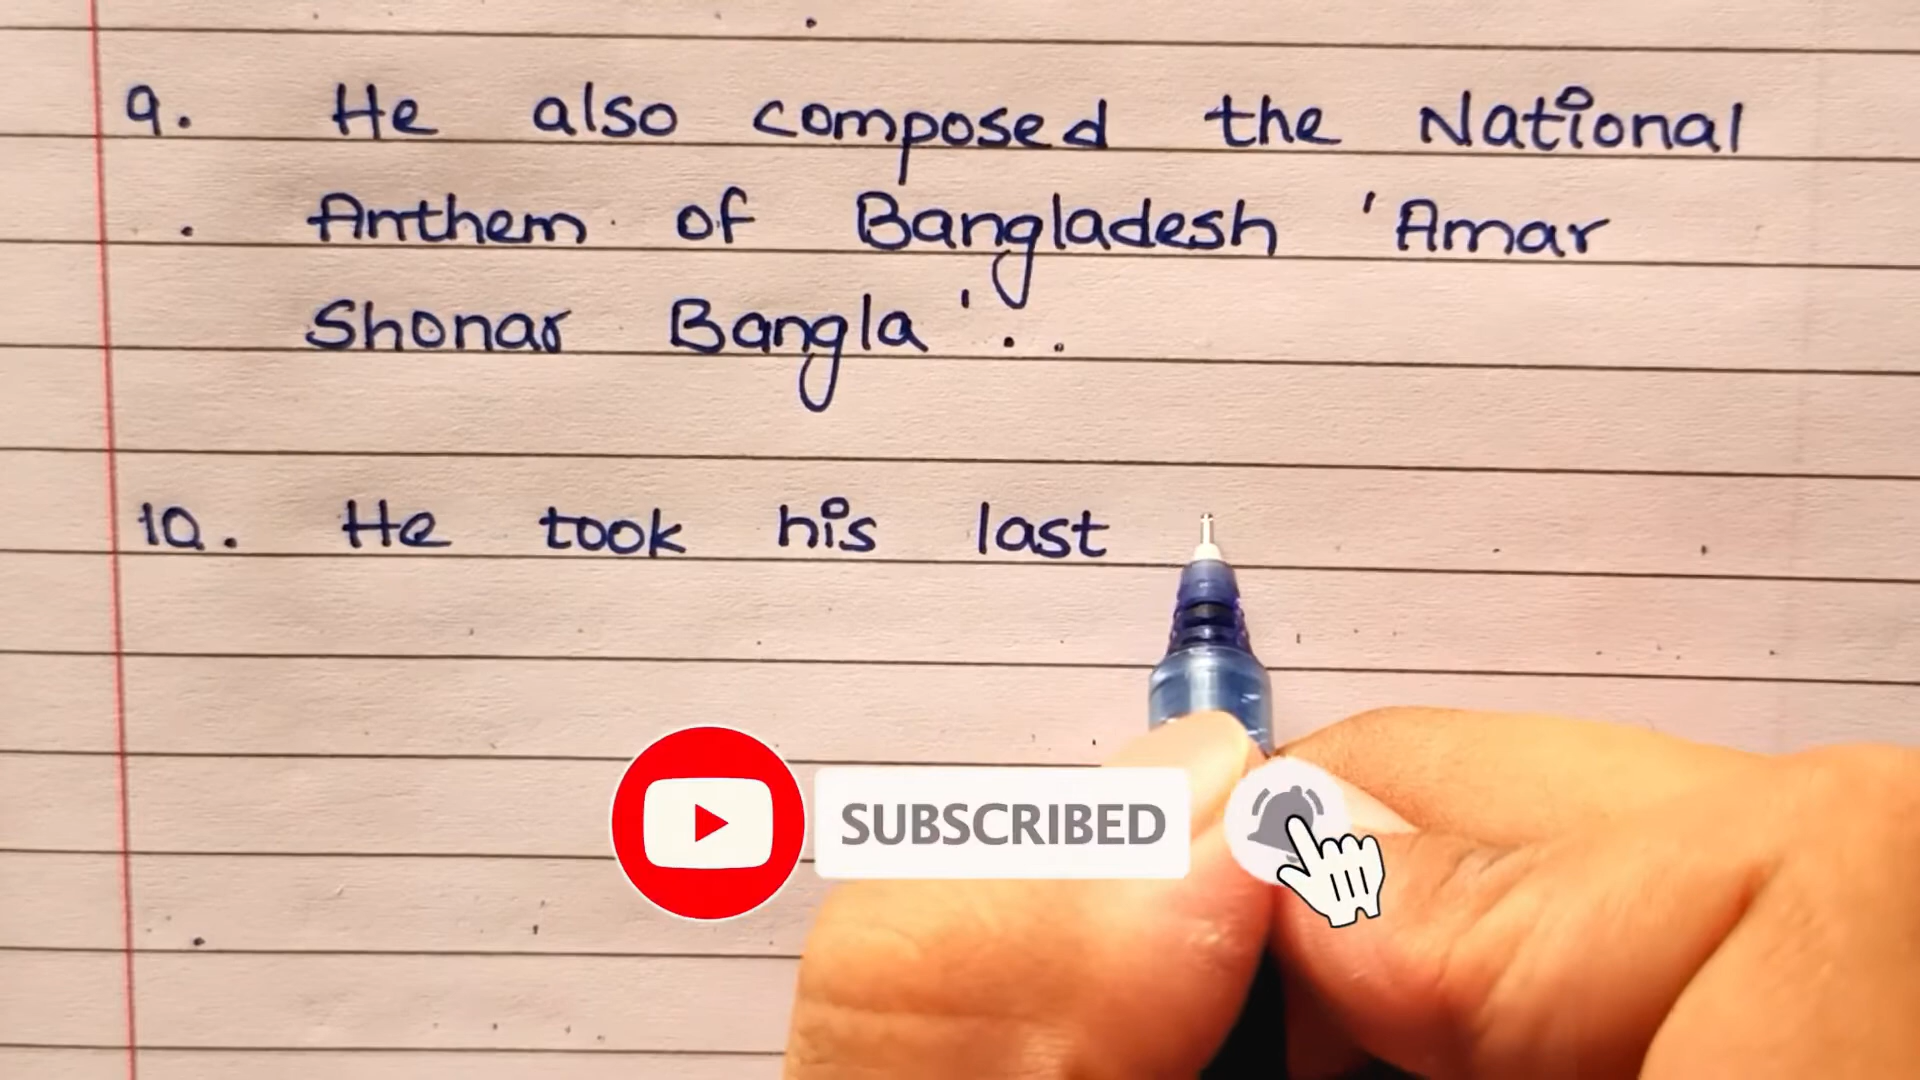 9. He also composed the National
Anthem of Bangladesh 'Amar
Shonar Bangla'..
10. He took his last
SUBSCRIBED